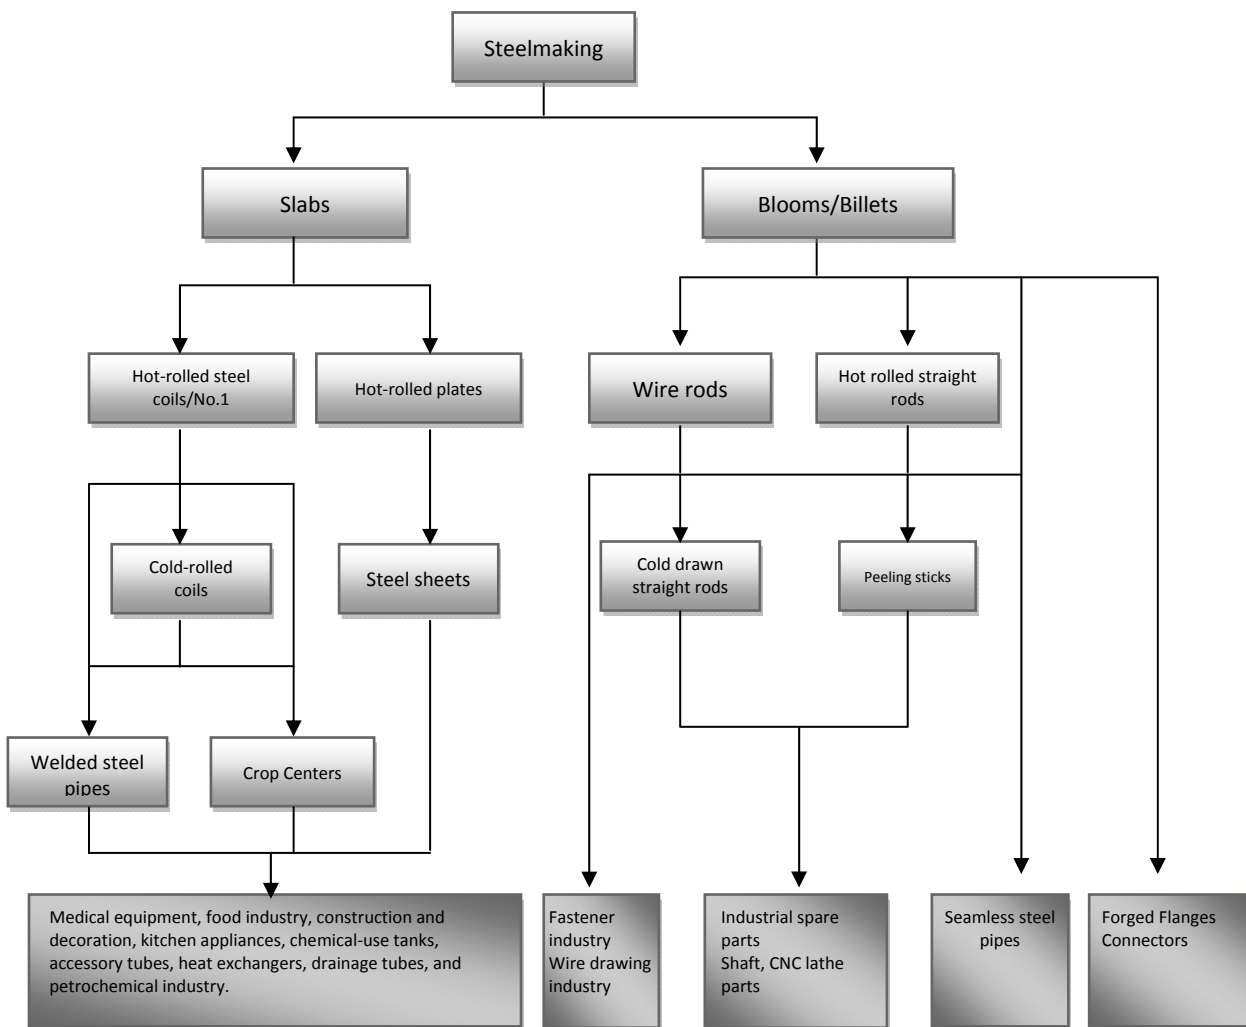 Steelmaking
Slabs
Blooms/Billets
Hot-rolled steel
coils/No.1
Hot-rolled plates
Wire rods
Hot rolled straight
rods
Cold-rolled
coils
Steel sheets
Cold drawn
straight rods
Peeling sticks
Welded steel
pipes
Crop Centers
Medical equipment, food industry, construction and
decoration, kitchen appliances, chemical-use tanks,
accessory tubes, heat exchangers, drainage tubes, and
petrochemical industry.
Fastener
industry
Wire drawing
industry
Industrial spare
parts
Shaft, CNC lathe
parts
Seamless steel
pipes
Forged Flanges
Connectors